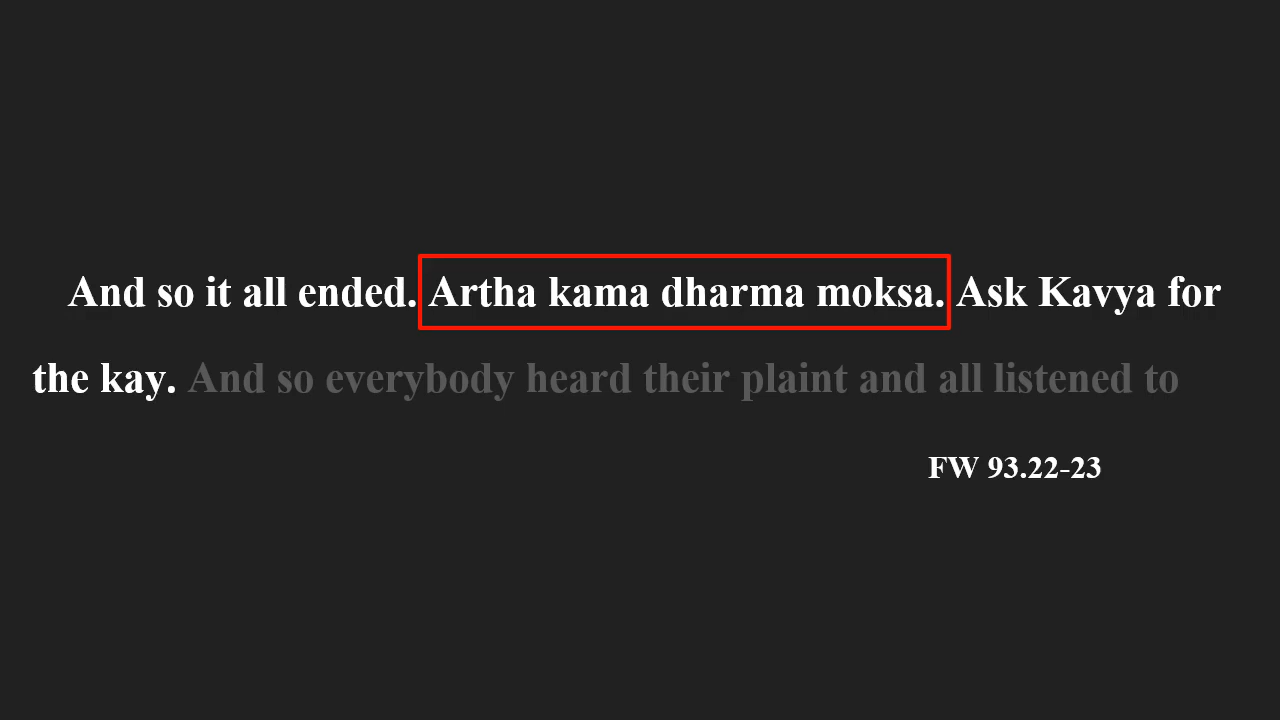 And so it all ended. Artha kama dharma moksa. Ask Kavya for
the kay. And so everybody heard their plaint and all listened to
FW 93.22-23